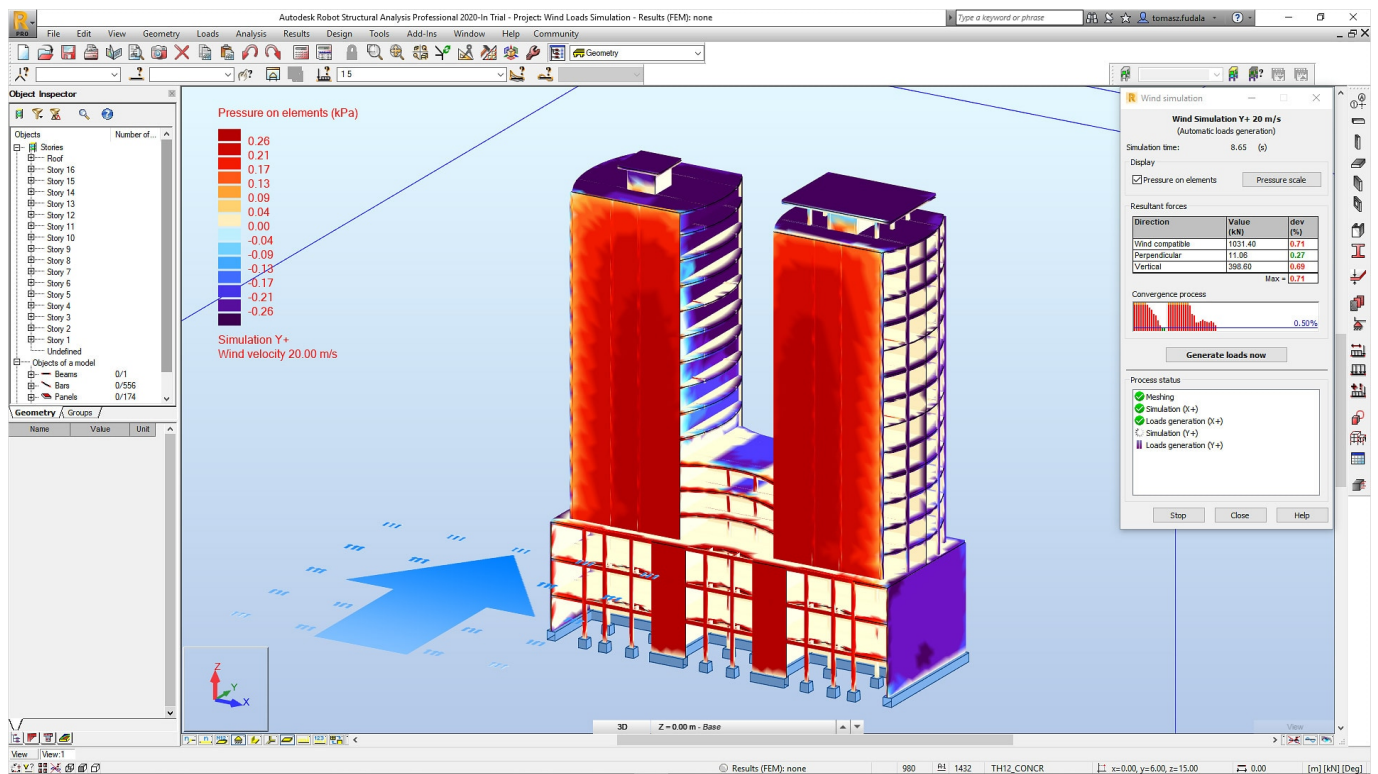 Autodesk Robot Structural Analysis Professional 2020-In Trial - Project: Wind Loads Simulation - Results (FEM): none
Type a keyword or phrase
tomasz.fudala
PRO
File Edit View Geometry Loads Analysis Results Design Tools Add-Ins Window Help Community
Geometry
15
Object Inspector
Objects Number of...
Stories
Roof
Story 16
Story 15
Story 14
Story 13
Story 12
Story 11
Story 10
Story 9
Story 8
Story 7
Story 6
Story 5
Story 4
Story 3
Story 2
Story 1
Undefined
Objects of a model
Beams 0/1
Bars 0/556
Panels 0/174
Geometry Groups
Name Value Unit
Pressure on elements (kPa)
0.26
0.21
0.17
0.13
0.09
0.04
0.00
-0.04
-0.09
-0.13
-0.17
-0.21
-0.26
Simulation Y+
Wind velocity 20.00 m/s
Z
Y
X
Wind simulation
Wind Simulation Y+ 20 m/s
(Automatic loads generation)
Simulation time: 8.65 (s)
Display
Pressure on elements
Pressure scale
Resultant forces
Direction Value (kN) dev (%)
Wind compatible 1031.40 0.71
Perpendicular 11.06 0.27
Vertical 398.60 0.69
Max = 0.71
Convergence process
0.50%
Generate loads now
Process status
Meshing
Simulation (X+)
Loads generation (X+)
Simulation (Y+)
Loads generation (Y+)
Stop Close Help
3D Z = 0.00 m - Base
View
View View:1
Results (FEM): none 980 1432 TH12_CONCR x=0.00, y=6.00, z=15.00 0.00 [m] [kN] [Deg]